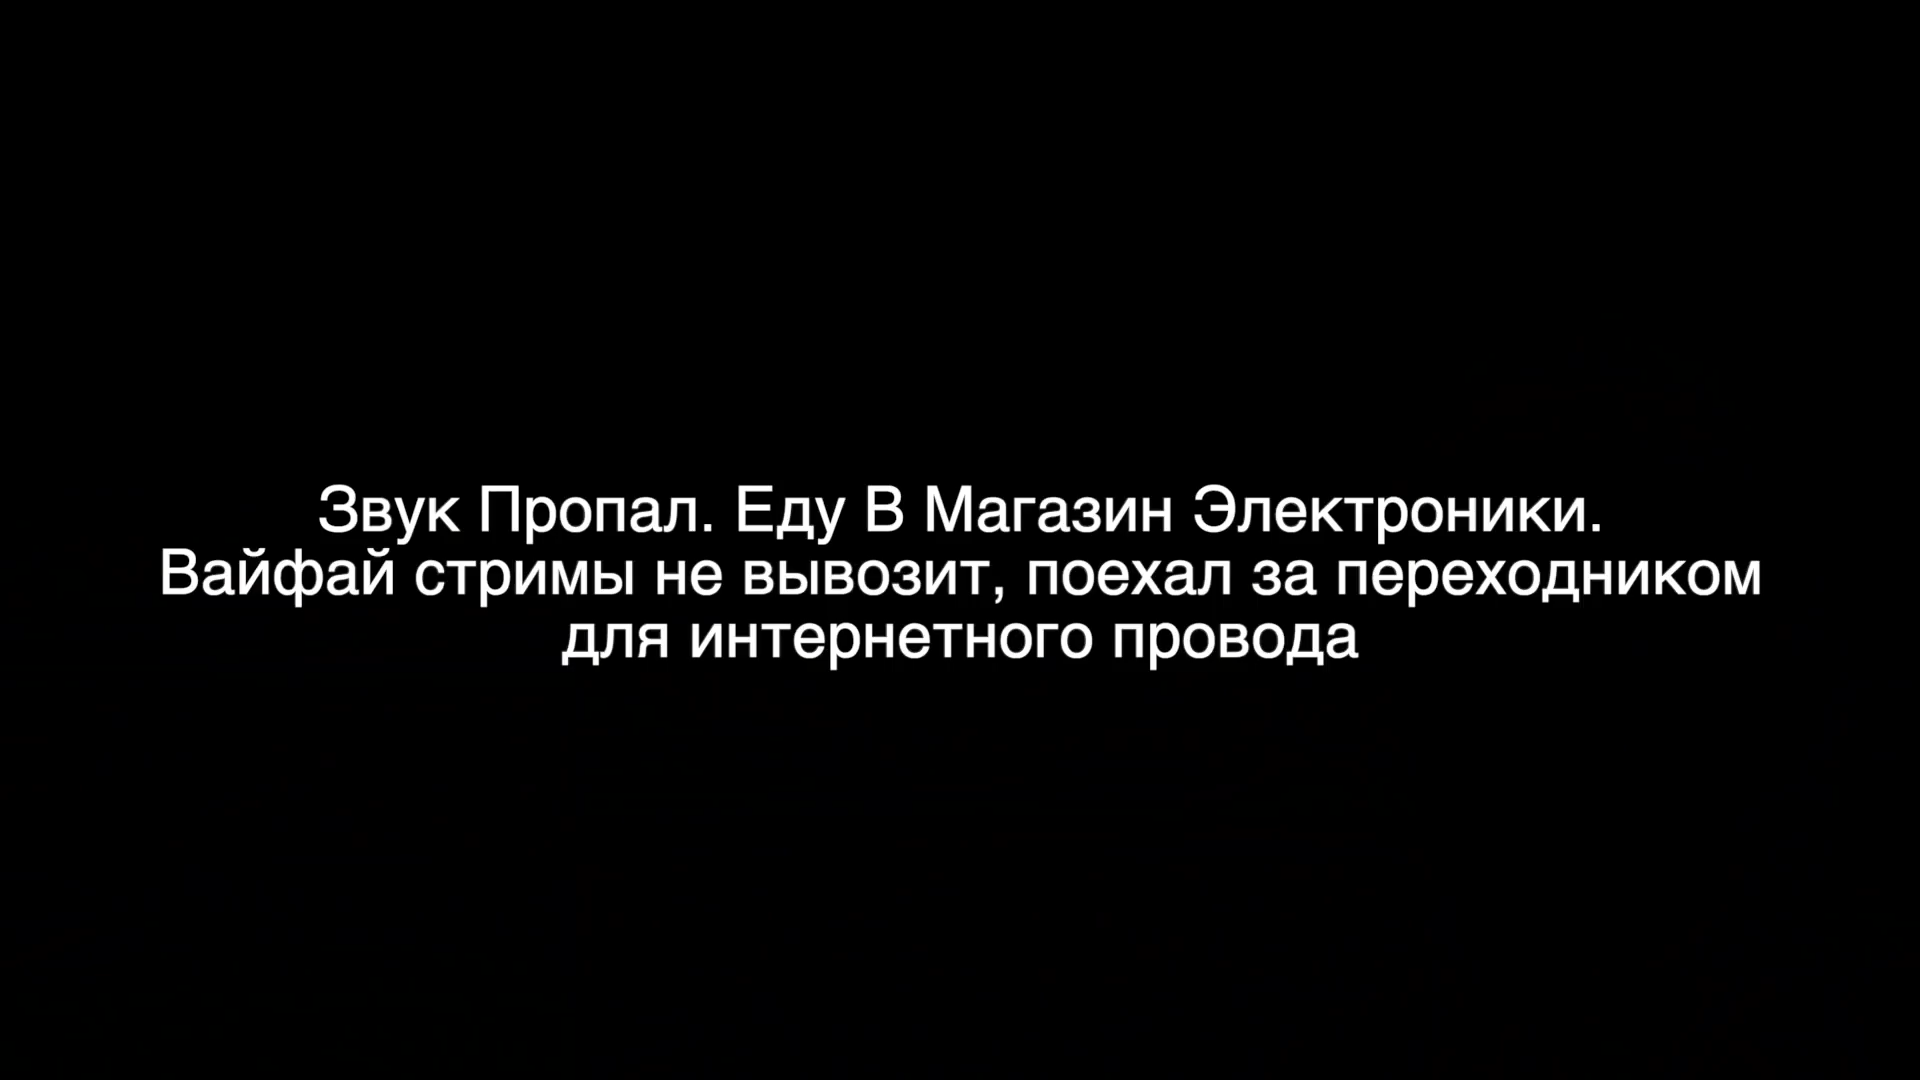 Звук Пропал. Еду В Магазин Электроники.
Вайфай стримы не вывозит, поехал за переходником
для интернетного провода